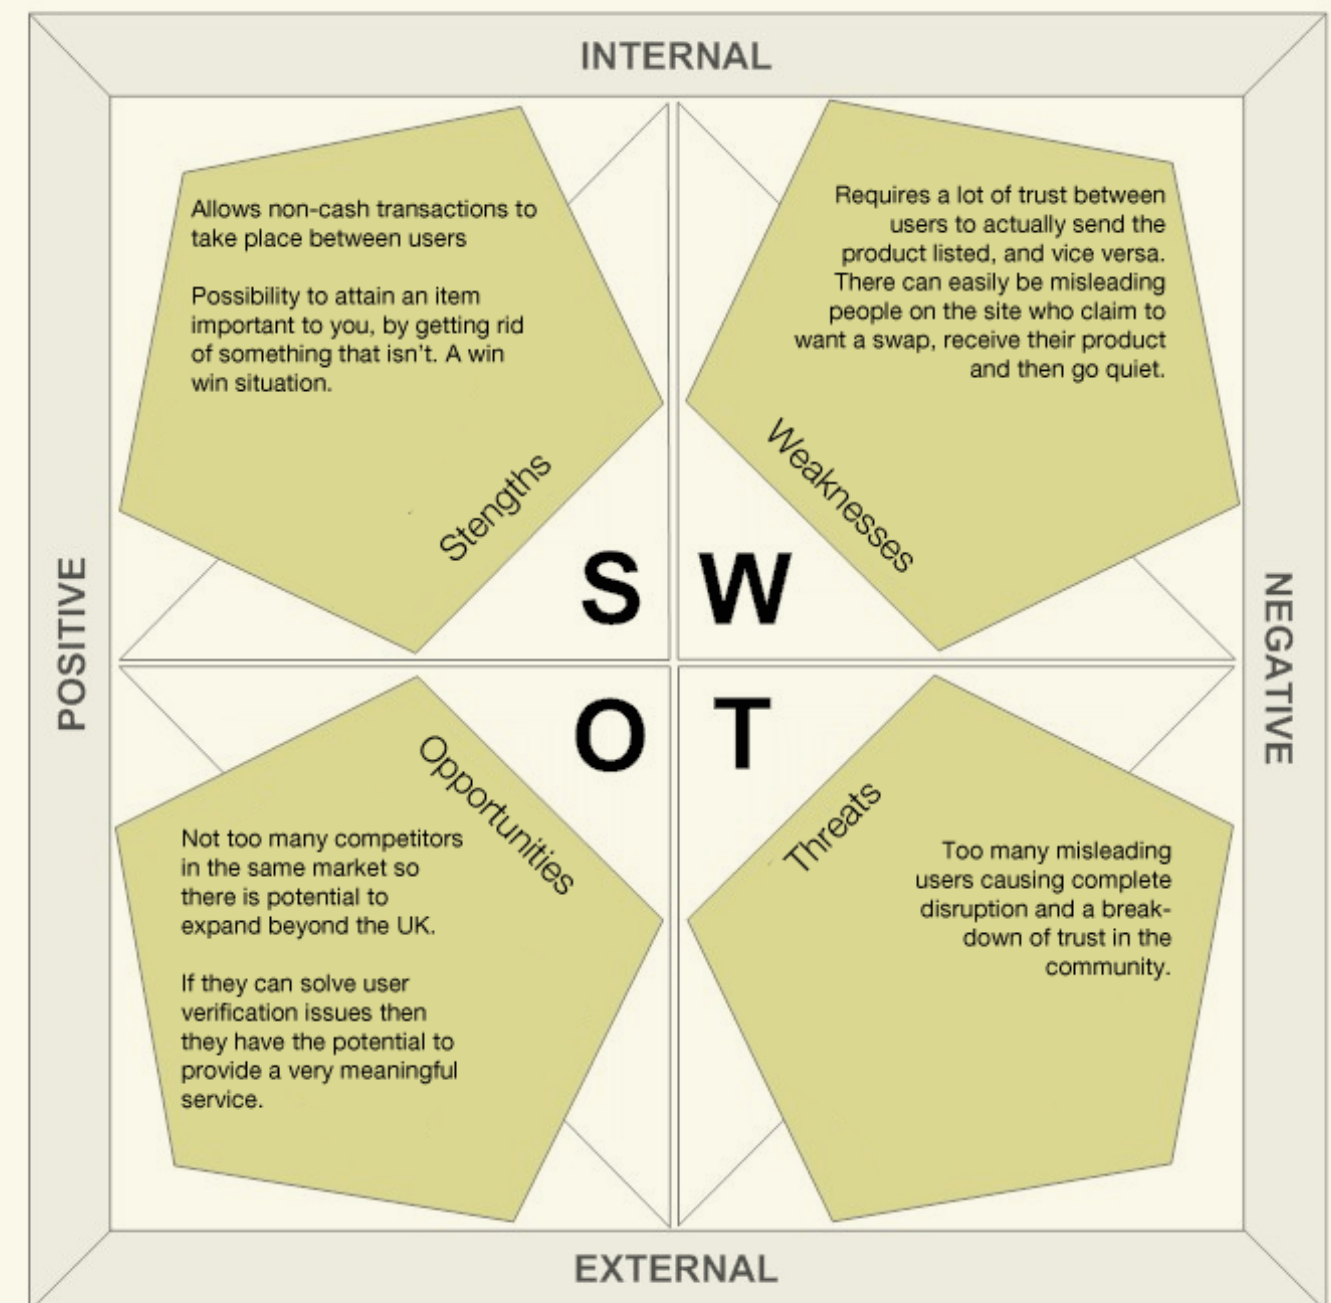 INTERNAL
Allows non-cash transactions to
take place between users
Possibility to attain an item
important to you, by getting rid
of something that isn't. A win
win situation.
Stengths
S
Requires a lot of trust between
users to actually send the
product listed, and vice versa.
There can easily be misleading
people on the site who claim to
want a swap, receive their product
and then go quiet.
Weaknesses
W
POSITIVE
NEGATIVE
O
Opportunities
Not too many competitors
in the same market so
there is potential to
expand beyond the UK.
If they can solve user
verification issues then
they have the potential to
provide a very meaningful
service.
T
Threats
Too many misleading
users causing complete
disruption and a break-
down of trust in the
community.
EXTERNAL